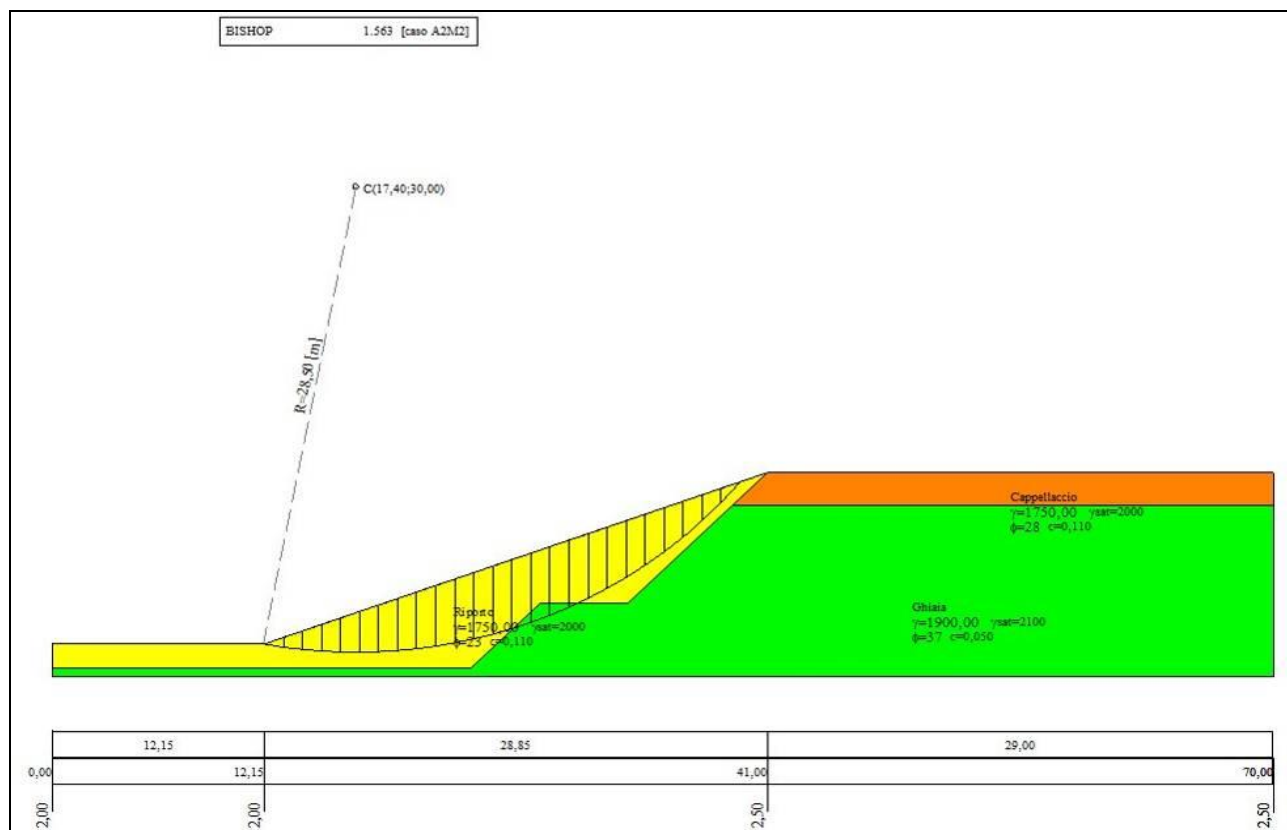 BISHOP 1.563 [caso A2M2]
C(17,40;30,00)
R=28,50 [m]
Cappellaccio
γ=1750,00 γsat=2000
ϕ=28 c=0,110
Riporto
γ=1750,00 γsat=2000
ϕ=23 c=0,110
Ghiaia
γ=1900,00 γsat=2100
ϕ=37 c=0,050
12,15 28,85 29,00
0,00 12,15 41,00 70,00
2,00 2,00 2,50 2,50